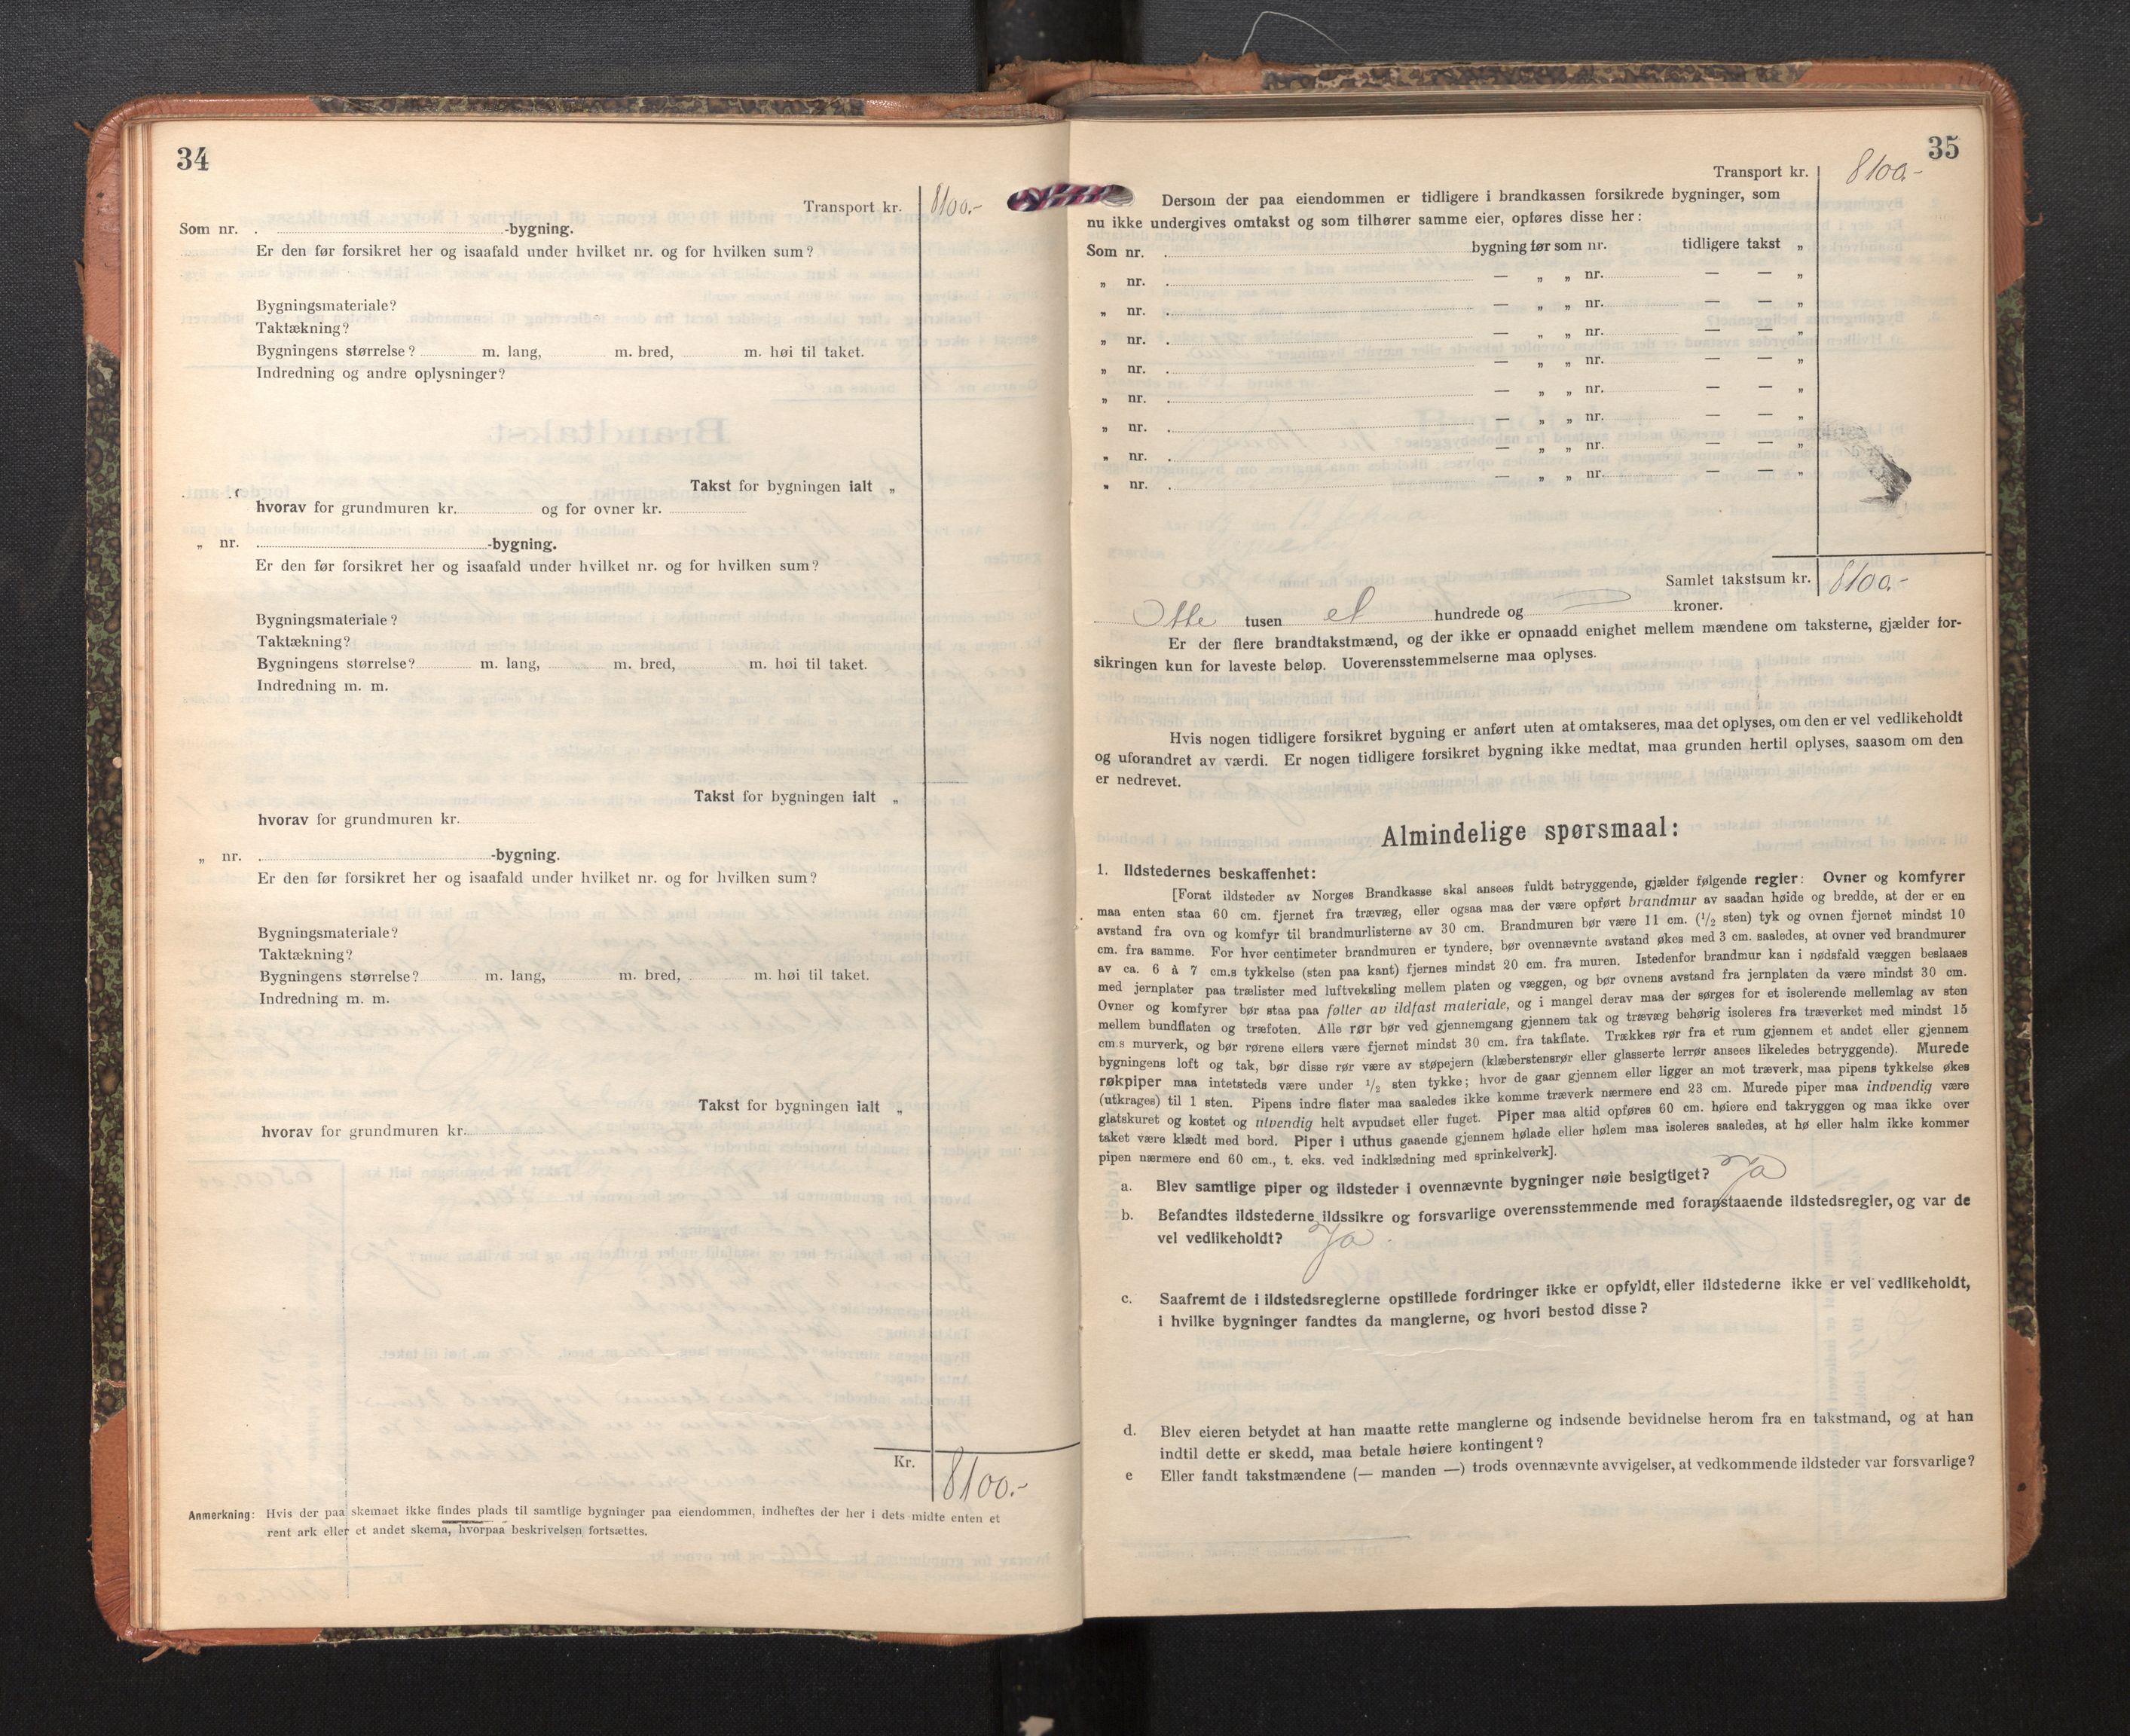 34
Transport kr. 8100.-
Som nr. . -bygning.
Er den før forsikret her og isaafald under hvilket nr. og for hvilken sum?
Bygningsmateriale?
Taktækning?
Bygningens størrelse? m. lang, m. bred, m. høi til taket.
Indredning og andre oplysninger?
Takst for bygningen ialt „
hvorav for grundmuren kr. og for ovner kr.
„ nr. -bygning.
Er den før forsikret her og isaafald under hvilket nr. og for hvilken sum?
Bygningsmateriale?
Taktækning?
Bygningens størrelse? m. lang, m. bred, m. høi til taket.
Indredning m. m.
Takst for bygningen ialt „
hvorav for grundmuren kr.
„ nr. -bygning.
Er den før forsikret her og isaafald under hvilket nr. og for hvilken sum?
Bygningsmateriale?
Taktækning?
Bygningens størrelse? m. lang, m. bred, m. høi til taket.
Indredning m. m.
Takst for bygningen ialt „
hvorav for grundmuren kr.
Kr. 8100.-
Anmerkning: Hvis der paa skemaet ikke findes plads til samtlige bygninger paa eiendommen, indheftes der her i dets midte enten et
rent ark eller et andet skema, hvorpaa beskrivelsen fortsættes.
35
Transport kr. 8100.-
Dersom der paa eiendommen er tidligere i brandkassen forsikrede bygninger, som
nu ikke undergives omtakst og som tilhører samme eier, opføres disse her:
Som nr. . bygning før som nr. tidligere takst „
„ nr. . — „ „ nr. — — „
„ nr. . — „ „ nr. — — „
„ nr. . — „ „ nr. — — „
„ nr. . — „ „ nr. — — „
„ nr. . — „ „ nr. — — „
„ nr. . — „ „ nr. — — „
„ nr. . — „ „ nr. — — „
„ nr. . — „ „ nr. — — „
Samlet takstsum kr. 8100.-
Otte tusen et hundrede og — kroner.
Er der flere brandtakstmænd, og der ikke er opnaadd enighet mellem mændene om taksterne, gjælder for-
sikringen kun for laveste beløp. Uoverensstemmelserne maa oplyses.
Hvis nogen tidligere forsikret bygning er anført uten at omtakseres, maa det oplyses, om den er vel vedlikeholdt
og uforandret av værdi. Er nogen tidligere forsikret bygning ikke medtat, maa grunden hertil oplyses, saasom om den
er nedrevet.
Almindelige spørsmaal:
1. Ildstedernes beskaffenhet:
[Forat ildsteder av Norges Brandkasse skal ansees fuldt betryggende, gjælder følgende regler: Ovner og komfyrer
maa enten staa 60 cm. fjernet fra trævæg, eller ogsaa maa der være opført brandmur av saadan høide og bredde, at der er en
avstand fra ovn og komfyr til brandmurlisterne av 30 cm. Brandmuren bør være 11 cm. (1/2 sten) tyk og ovnen fjernet mindst 10
cm. fra samme. For hver centimeter brandmuren er tyndere, bør ovennævnte avstand økes med 3 cm. saaledes, at ovner ved brandmurer
av ca. 6 à 7 cm.s tykkelse (sten paa kant) fjernes mindst 20 cm. fra muren. Istedenfor brandmur kan i nødsfald væggen beslaaes
med jernplater paa trælister med luftveksling mellem platen og væggen, og bør ovnens avstand fra jernplaten da være mindst 30 cm.
Ovner og komfyrer bør staa paa føtter av ildfast materiale, og i mangel derav maa der sørges for et isolerende mellemlag av sten
mellem bundflaten og træfoten. Alle rør bør ved gjennemgang gjennem tak og trævæg behørig isoleres fra træverket med mindst 15
cm.s murverk, og bør rørene ellers være fjernet mindst 30 cm. fra takflate. Trækkes rør fra et rum gjennem et andet eller gjennem
bygningens loft og tak, bør disse rør være av støpejern (klæberstensrør eller glasserte lerrør ansees likeledes betryggende). Murede
røkpiper maa intetsteds være under 1/2 sten tykke; hvor de gaar gjennem eller ligger an mot træverk, maa pipens tykkelse økes
(utkrages) til 1 sten. Pipens indre flater maa saaledes ikke komme træverk nærmere end 23 cm. Murede piper maa indvendig være
glatskuret og kostet og utvendig helt avpudset eller fuget. Piper maa altid opføres 60 cm. høiere end takryggen og maa ikke over
taket være klædt med bord. Piper i uthus gaaende gjennem hølade eller hølem maa isoleres saaledes, at hø eller halm ikke kommer
pipen nærmere end 60 cm., t. eks. ved indklædning med sprinkelverk].
a. Blev samtlige piper og ildsteder i ovennævnte bygninger nøie besigtiget? Ja
b. Befandtes ildstederne ildssikre og forsvarlige overensstemmende med foranstaaende ildstedsregler, og var de
vel vedlikeholdt? Ja
c. Saafremt de i ildstedsreglerne opstillede fordringer ikke er opfyldt, eller ildstederne ikke er vel vedlikeholdt,
i hvilke bygninger fandtes da manglerne, og hvori bestod disse?
d. Blev eieren betydet at han maatte rette manglerne og indsende bevidnelse herom fra en takstmand, og at han
indtil dette er skedd, maa betale høiere kontingent?
e Eller fandt takstmændene (— manden —) trods ovennævnte avvigelser, at vedkommende ildsteder var forsvarlige?